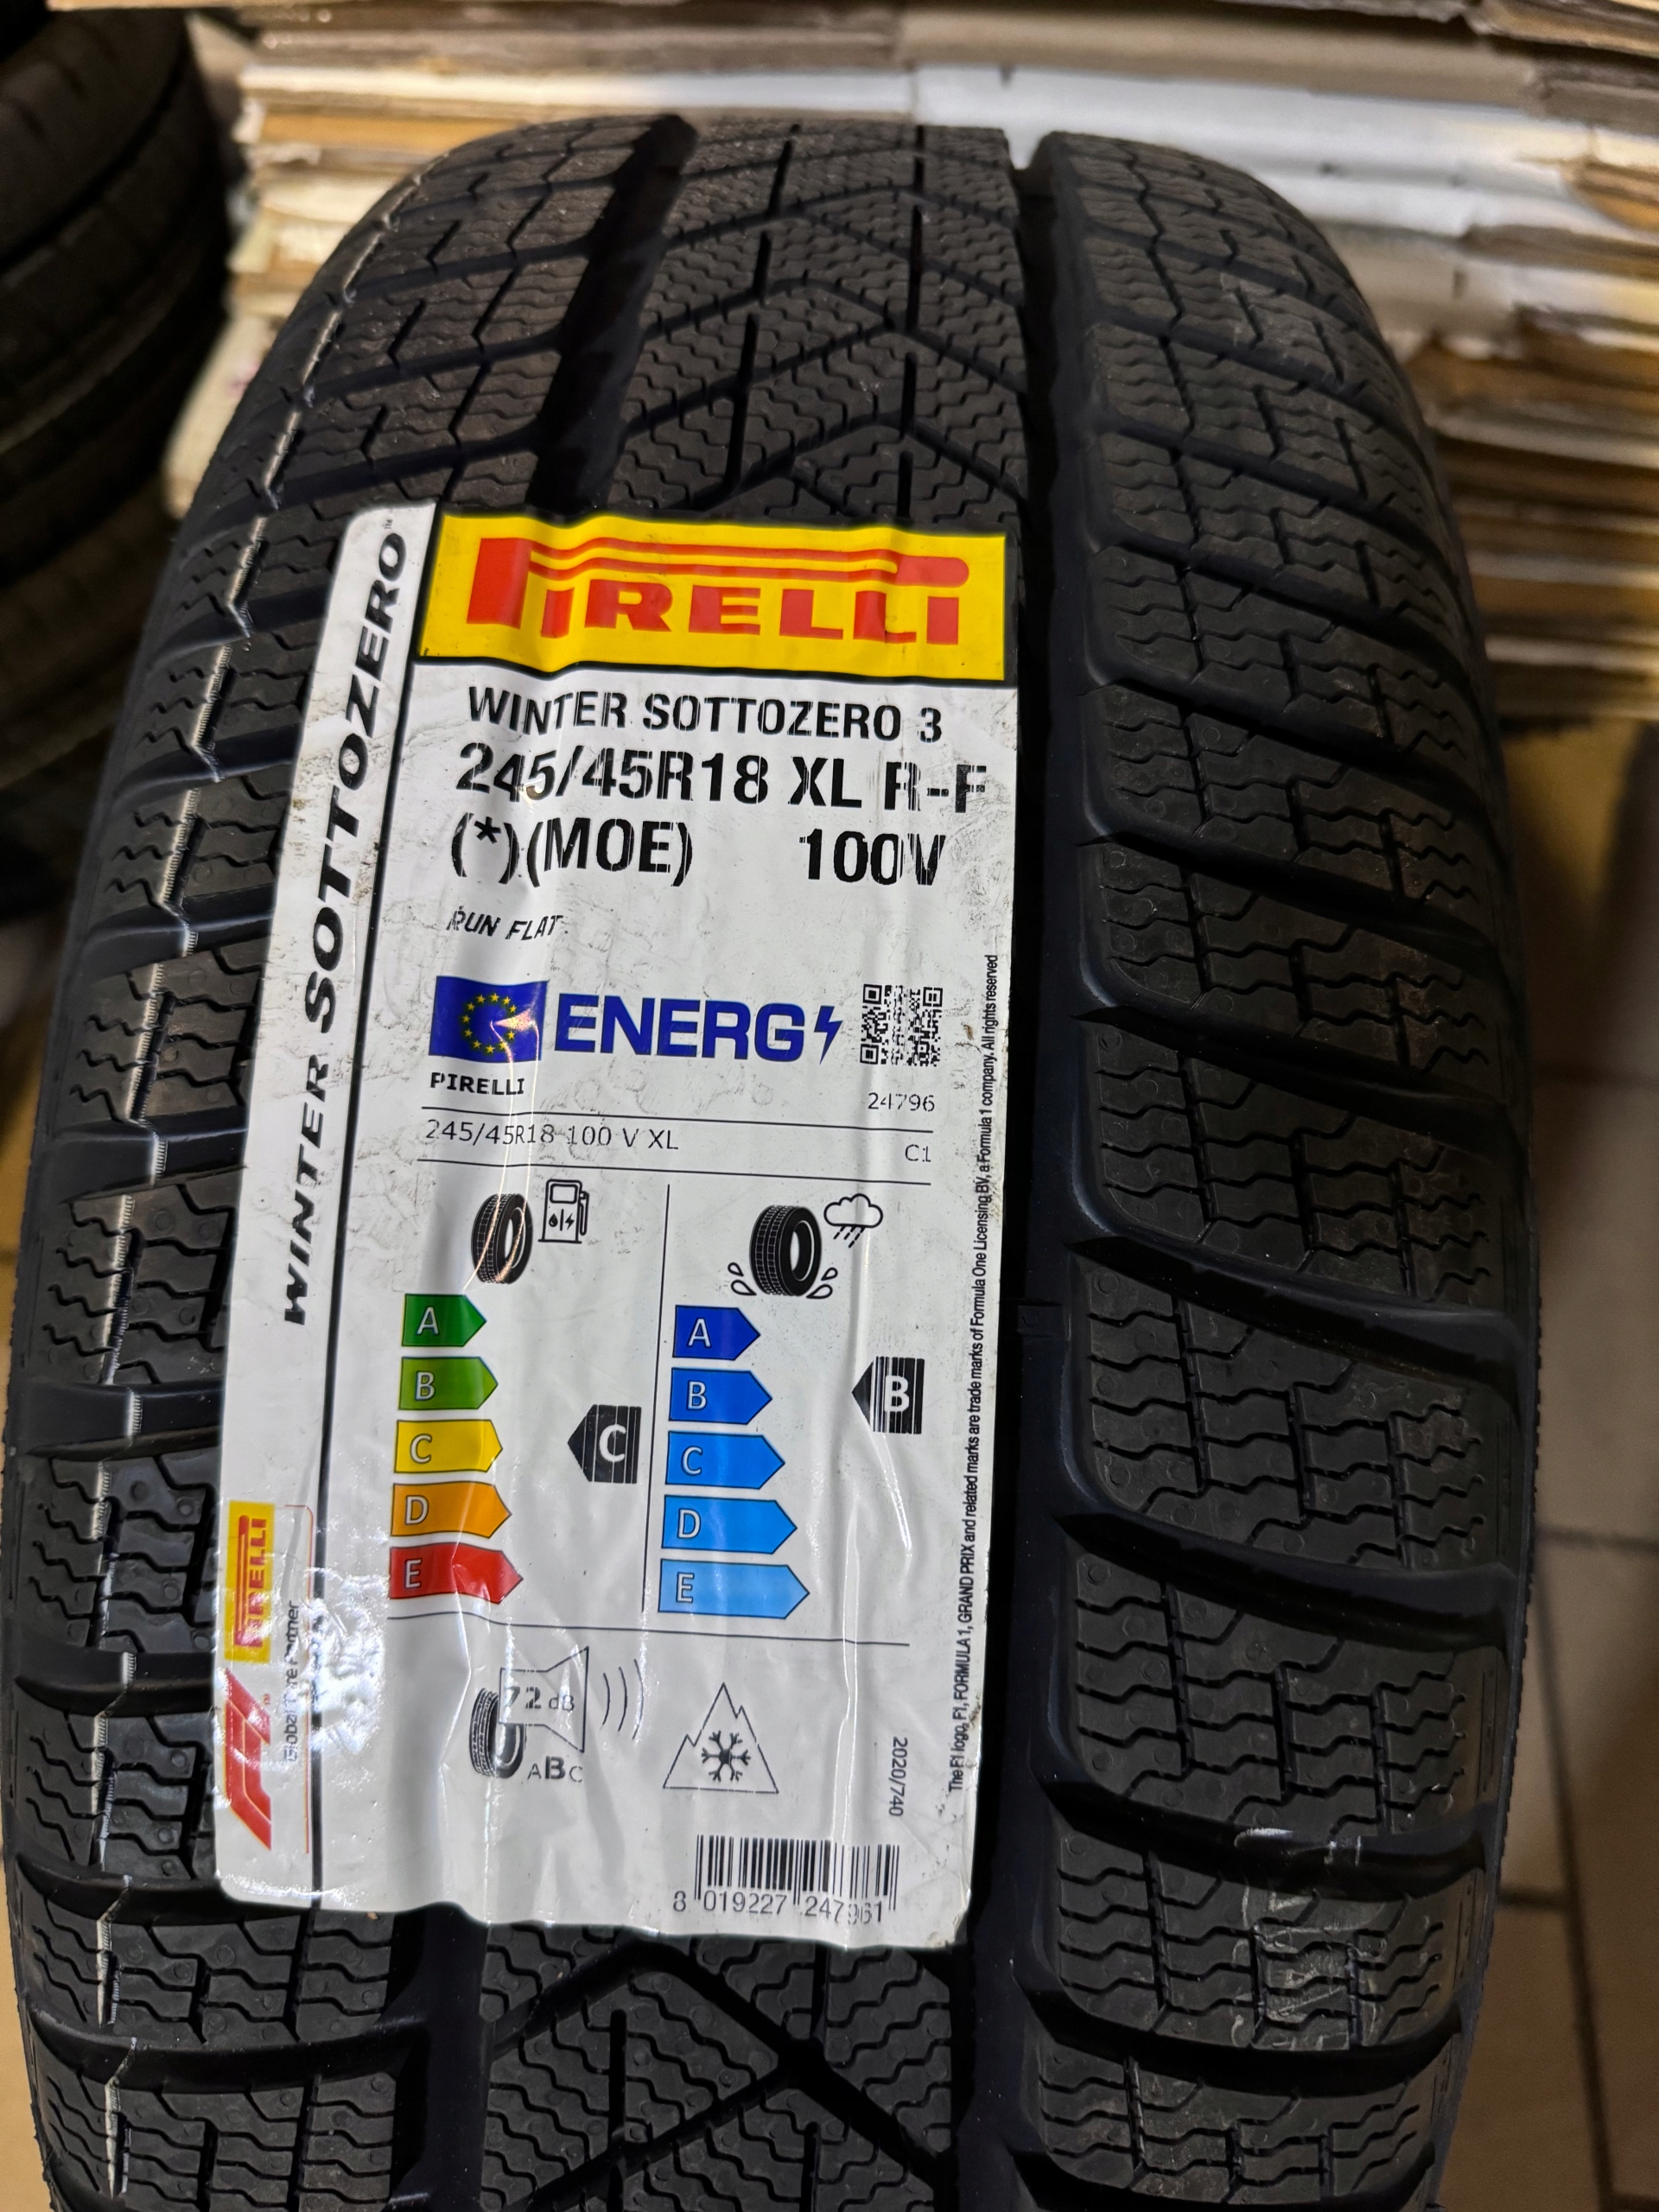 PIRELLI
WINTER SOTTOZERO™
WINTER SOTTOZERO 3
245/45R18 XL R-F
(*)(MOE) 100V
RUN FLAT
ENERG
PIRELLI
24796
245/45R18 100 V XL
C1
A
B
C
D
E
C
A
B
C
D
E
B
72 dB
ABC
2020/740
8 019227 247961
PIRELLI
F1
Global Tyre Partner
The F1 logo, F1, FORMULA 1, GRAND PRIX and related marks are trade marks of Formula One Licensing BV, a Formula 1 company. All rights reserved